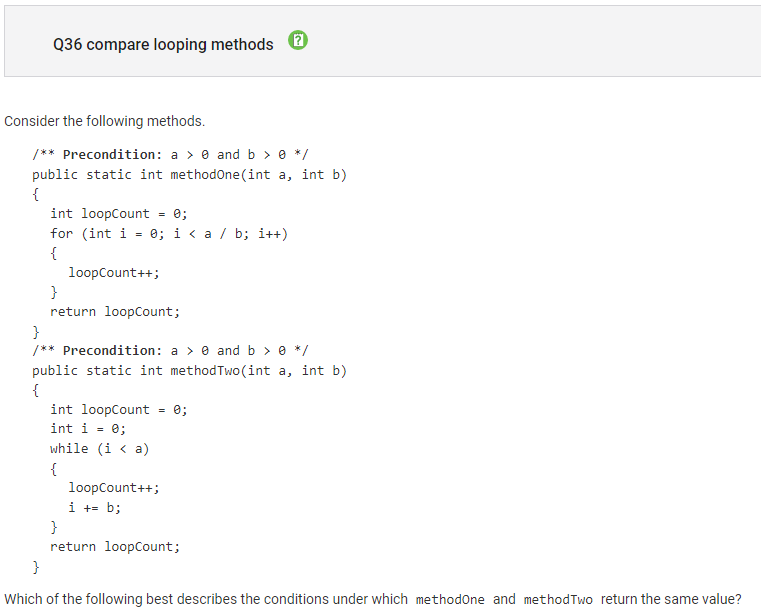 Q36 compare looping methods
Consider the following methods.
/** Precondition: a > 0 and b > 0 */
public static int methodOne(int a, int b)
{
int loopCount = 0;
for (int i = 0; i < a / b; i++)
{
loopCount++;
}
return loopCount;
}
/** Precondition: a > 0 and b > 0 */
public static int methodTwo(int a, int b)
{
int loopCount = 0;
int i = 0;
while (i < a)
{
loopCount++;
i += b;
}
return loopCount;
}
Which of the following best describes the conditions under which methodOne and methodTwo return the same value?